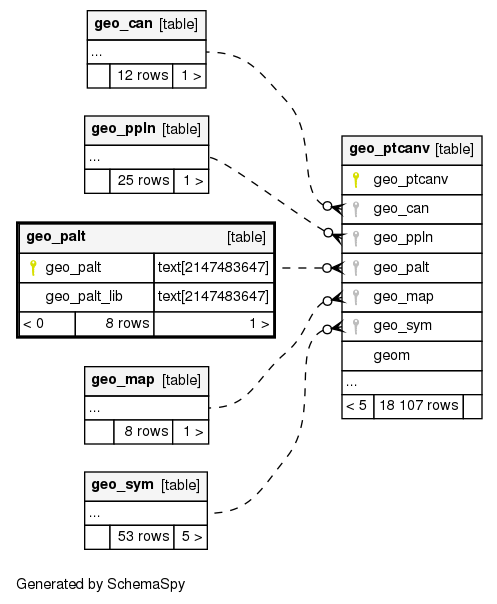 geo_can [table]
...
12 rows 1 >
geo_ppln [table]
...
25 rows 1 >
geo_palt [table]
geo_palt text[2147483647]
geo_palt_lib text[2147483647]
< 0 8 rows 1 >
geo_map [table]
...
8 rows 1 >
geo_sym [table]
...
53 rows 5 >
geo_ptcanv [table]
geo_ptcanv
geo_can
geo_ppln
geo_palt
geo_map
geo_sym
geom
...
< 5 18 107 rows
Generated by SchemaSpy